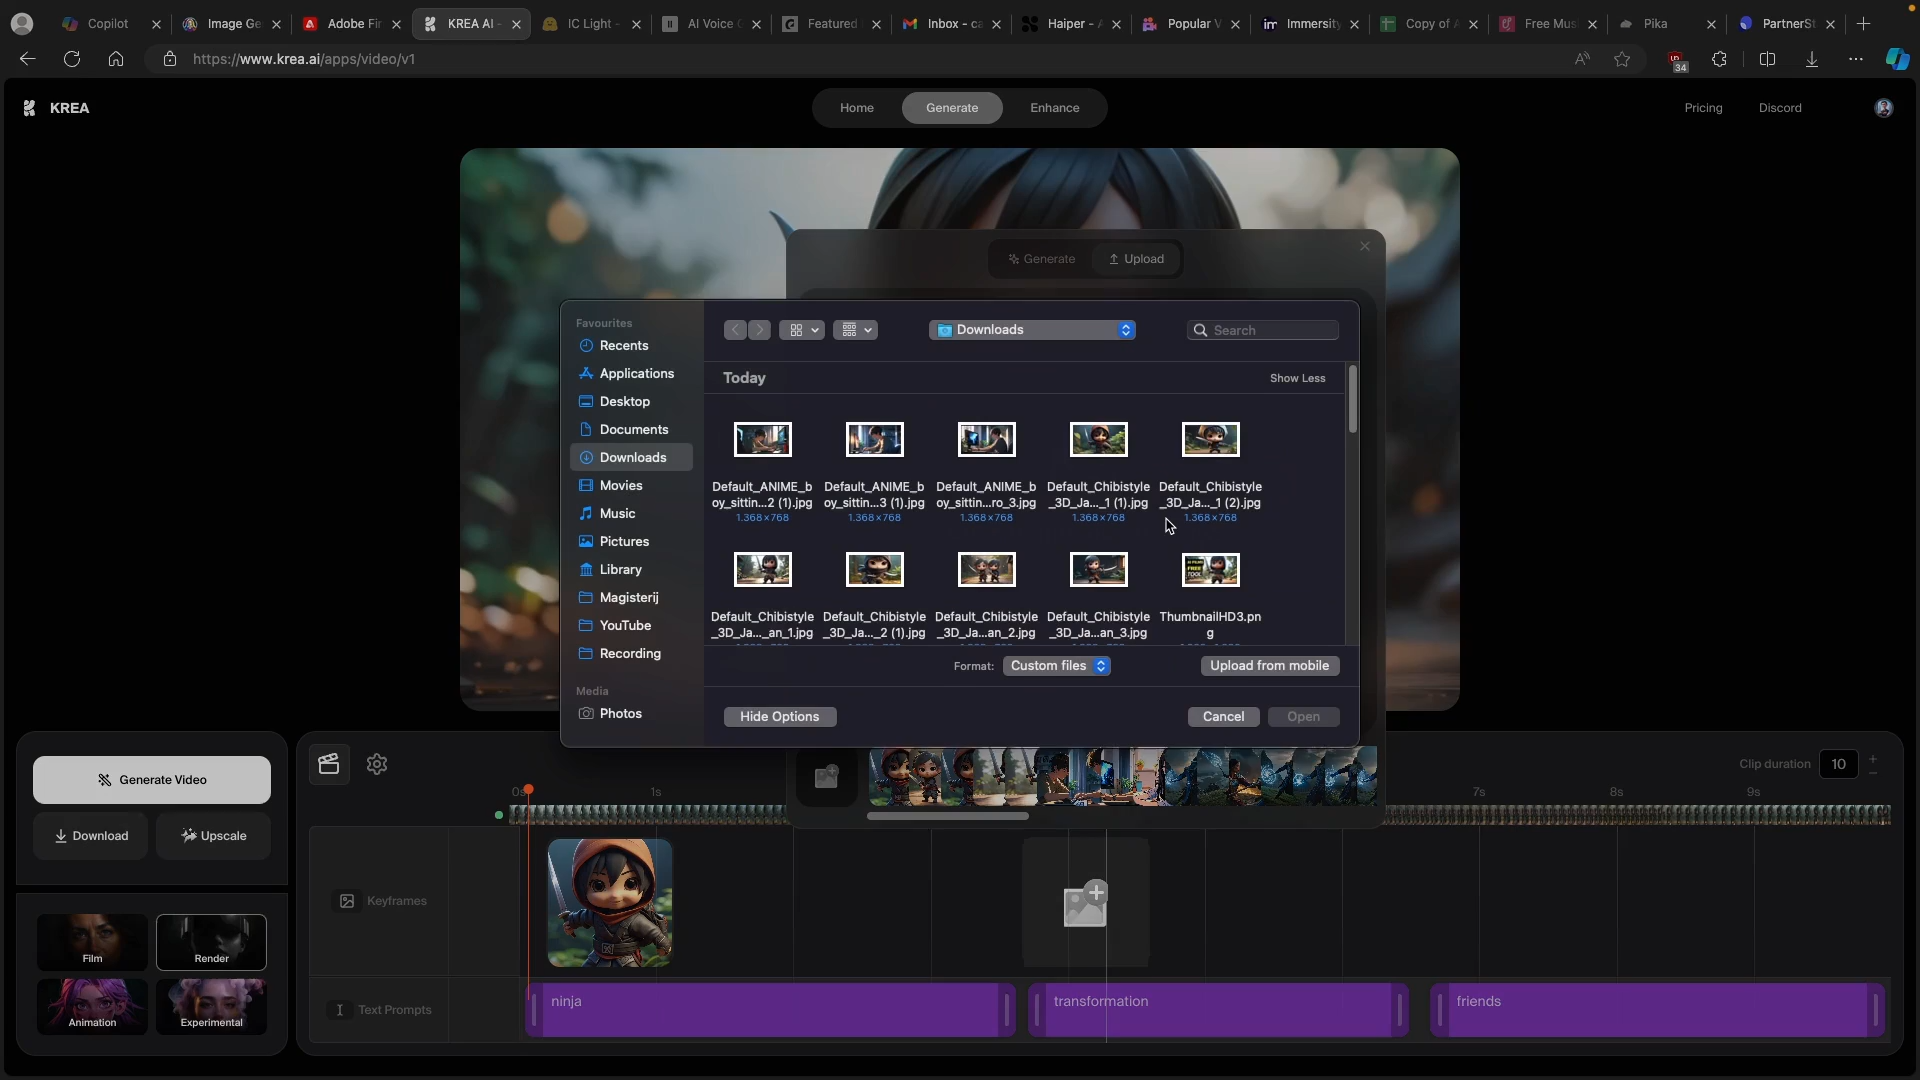 Copilot
Image Ge
Adobe Fir
KREA AI -
IC Light -
AI Voice
Featured
Inbox - ca
Haiper - A
Popular V
Immersity
Copy of A
Free Mus
Pika
PartnerSt
https://www.krea.ai/apps/video/v1
34
KREA
Home
Generate
Enhance
Pricing
Discord
Generate
Upload
Favourites
Recents
Applications
Desktop
Documents
Downloads
Movies
Music
Pictures
Library
Magisterij
YouTube
Recording
Media
Photos
Downloads
Search
Today
Show Less
Default_ANIME_b
oy_sittin...2 (1).jpg
1.368×768
Default_ANIME_b
oy_sittin...3 (1).jpg
1.368×768
Default_ANIME_b
oy_sittin...ro_3.jpg
1.368×768
Default_Chibistyle
_3D_Ja..._1 (1).jpg
1.368×768
Default_Chibistyle
_3D_Ja..._1 (2).jpg
1.368×768
Default_Chibistyle
_3D_Ja...an_1.jpg
Default_Chibistyle
_3D_Ja..._2 (1).jpg
Default_Chibistyle
_3D_Ja...an_2.jpg
Default_Chibistyle
_3D_Ja...an_3.jpg
FREE
TOOL
ThumbnailHD3.pn
g
Format:
Custom files
Upload from mobile
Hide Options
Cancel
Open
Generate Video
Download
Upscale
Film
Render
Animation
Experimental
Clip duration
10
0s
1s
7s
8s
9s
Keyframes
Text Prompts
ninja
transformation
friends